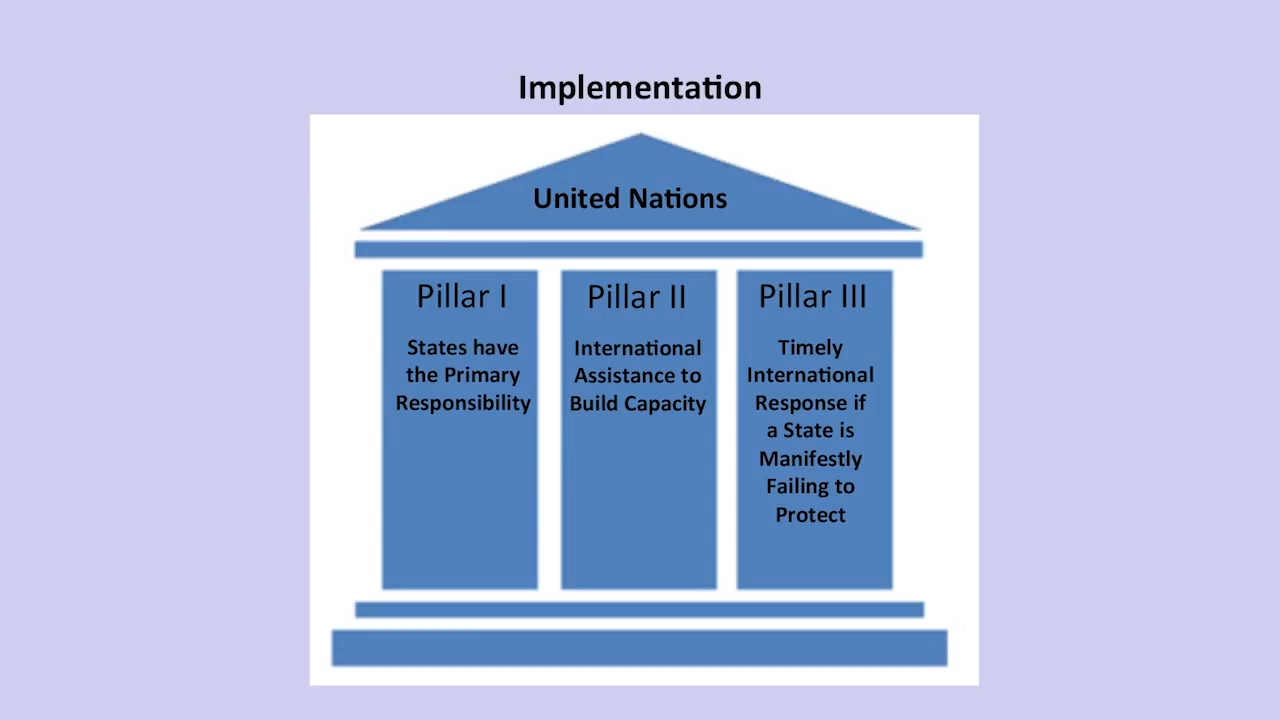 Implementation
United Nations
Pillar I
States have
the Primary
Responsibility
Pillar II
International
Assistance to
Build Capacity
Pillar III
Timely
International
Response if
a State is
Manifestly
Failing to
Protect